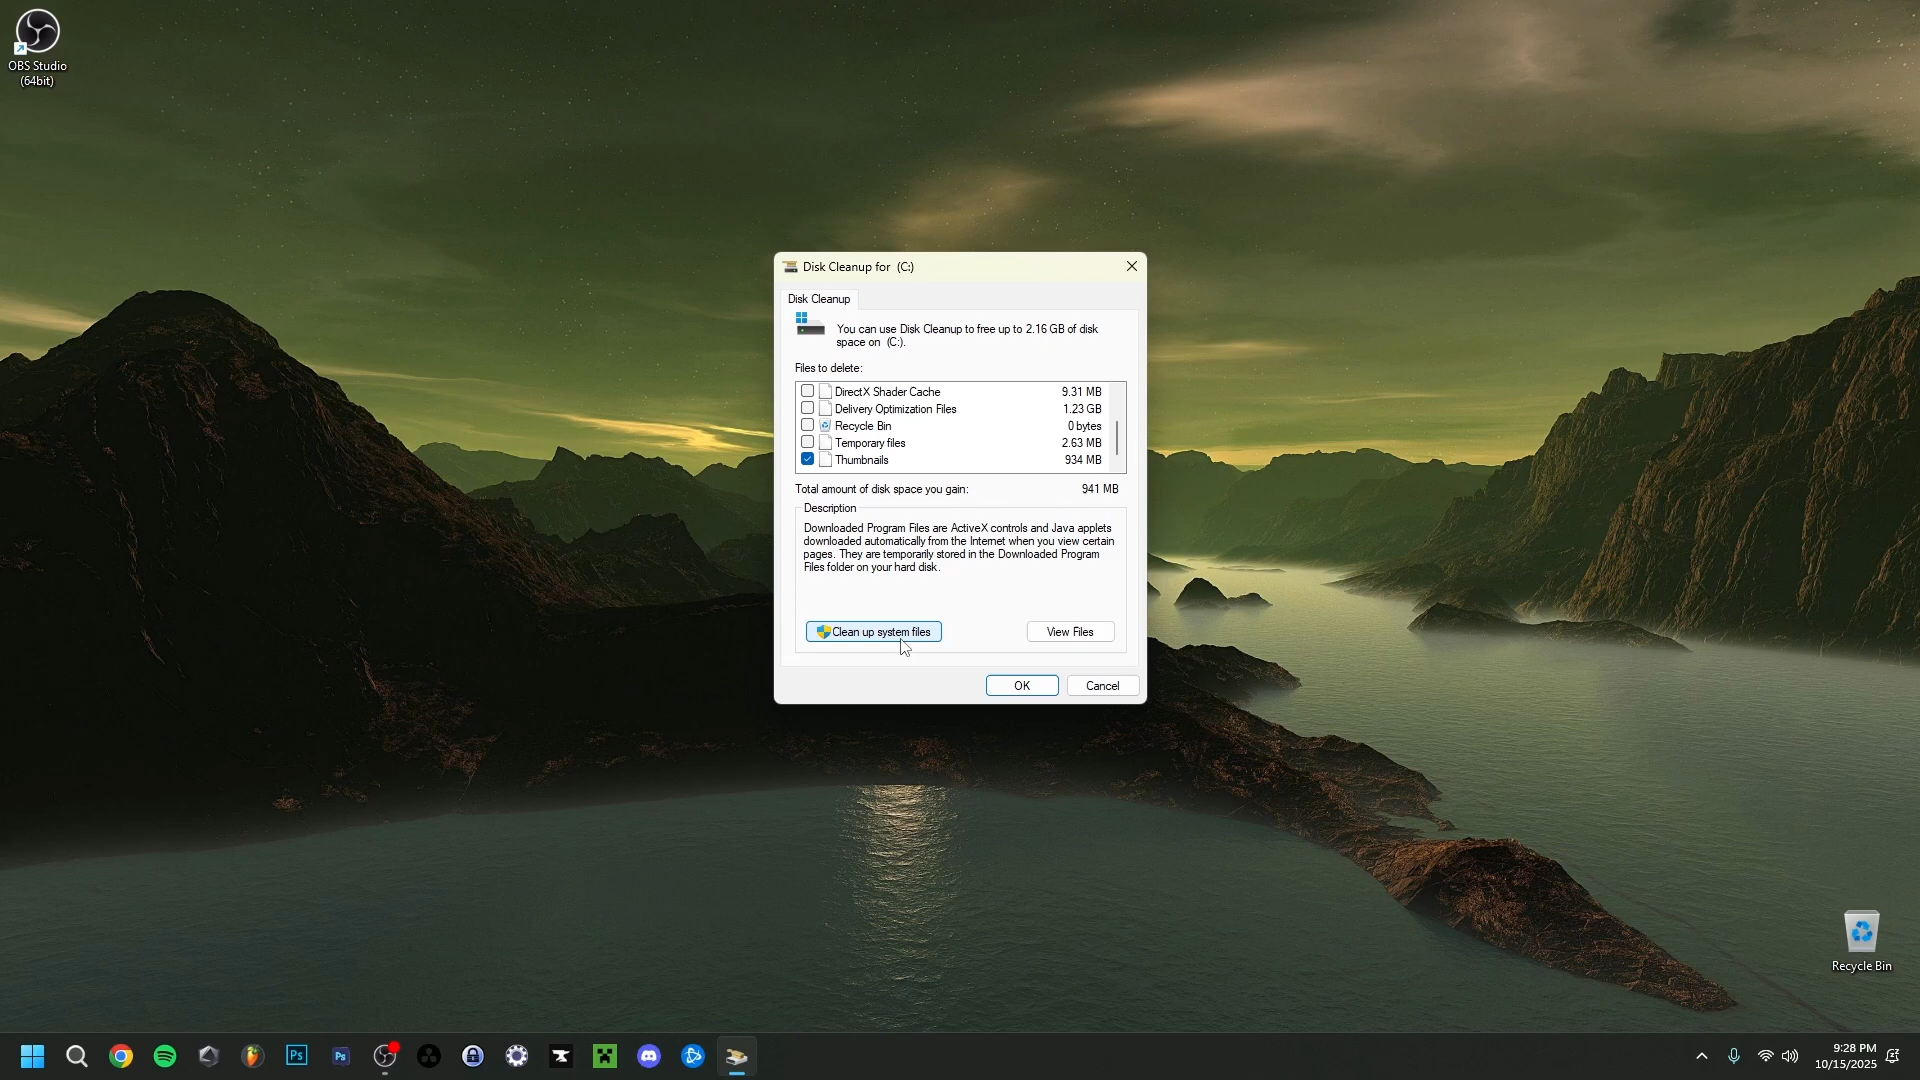 OBS Studio
(64bit)
Disk Cleanup for  (C:)
Disk Cleanup
You can use Disk Cleanup to free up to 2.16 GB of disk
space on  (C:).
Files to delete:
DirectX Shader Cache 9.31 MB
Delivery Optimization Files 1.23 GB
Recycle Bin 0 bytes
Temporary files 2.63 MB
Thumbnails 934 MB
Total amount of disk space you gain: 941 MB
Description
Downloaded Program Files are ActiveX controls and Java applets
downloaded automatically from the Internet when you view certain
pages. They are temporarily stored in the Downloaded Program
Files folder on your hard disk.
Clean up system files
View Files
OK
Cancel
Recycle Bin
Ps
Ps
9:28 PM
10/15/2025